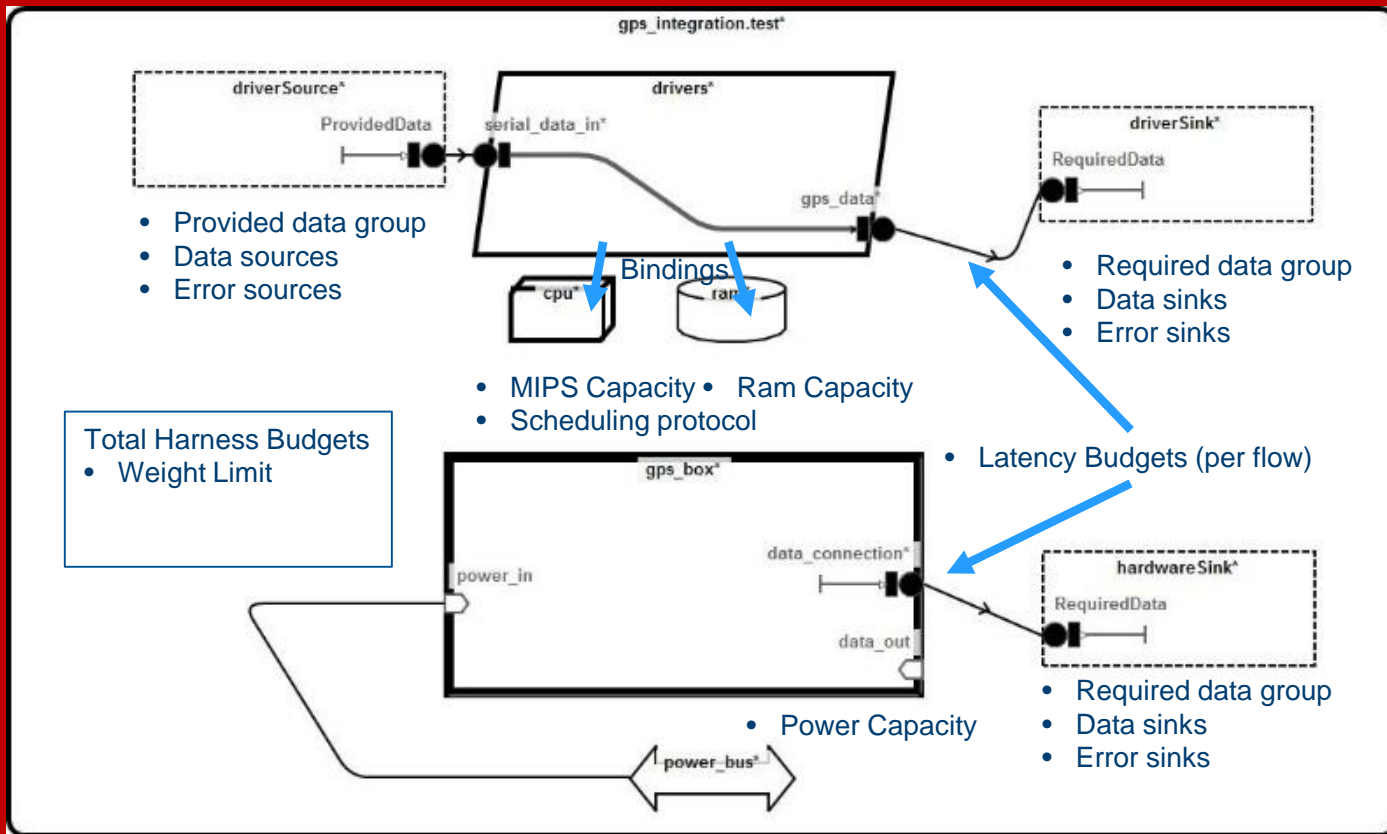 gps_integration.test*
driverSource*
drivers*
ProvidedData
serial_data_in*
driverSink*
RequiredData
gps_data*
• Provided data group
• Data sources
• Error sources
Bindings
cpu*
ram*
• Required data group
• Data sinks
• Error sinks
• MIPS Capacity • Ram Capacity
• Scheduling protocol
Total Harness Budgets
• Weight Limit
gps_box*
• Latency Budgets (per flow)
data_connection*
power_in
hardwareSink*
RequiredData
data_out
• Required data group
• Data sinks
• Error sinks
• Power Capacity
power_bus*